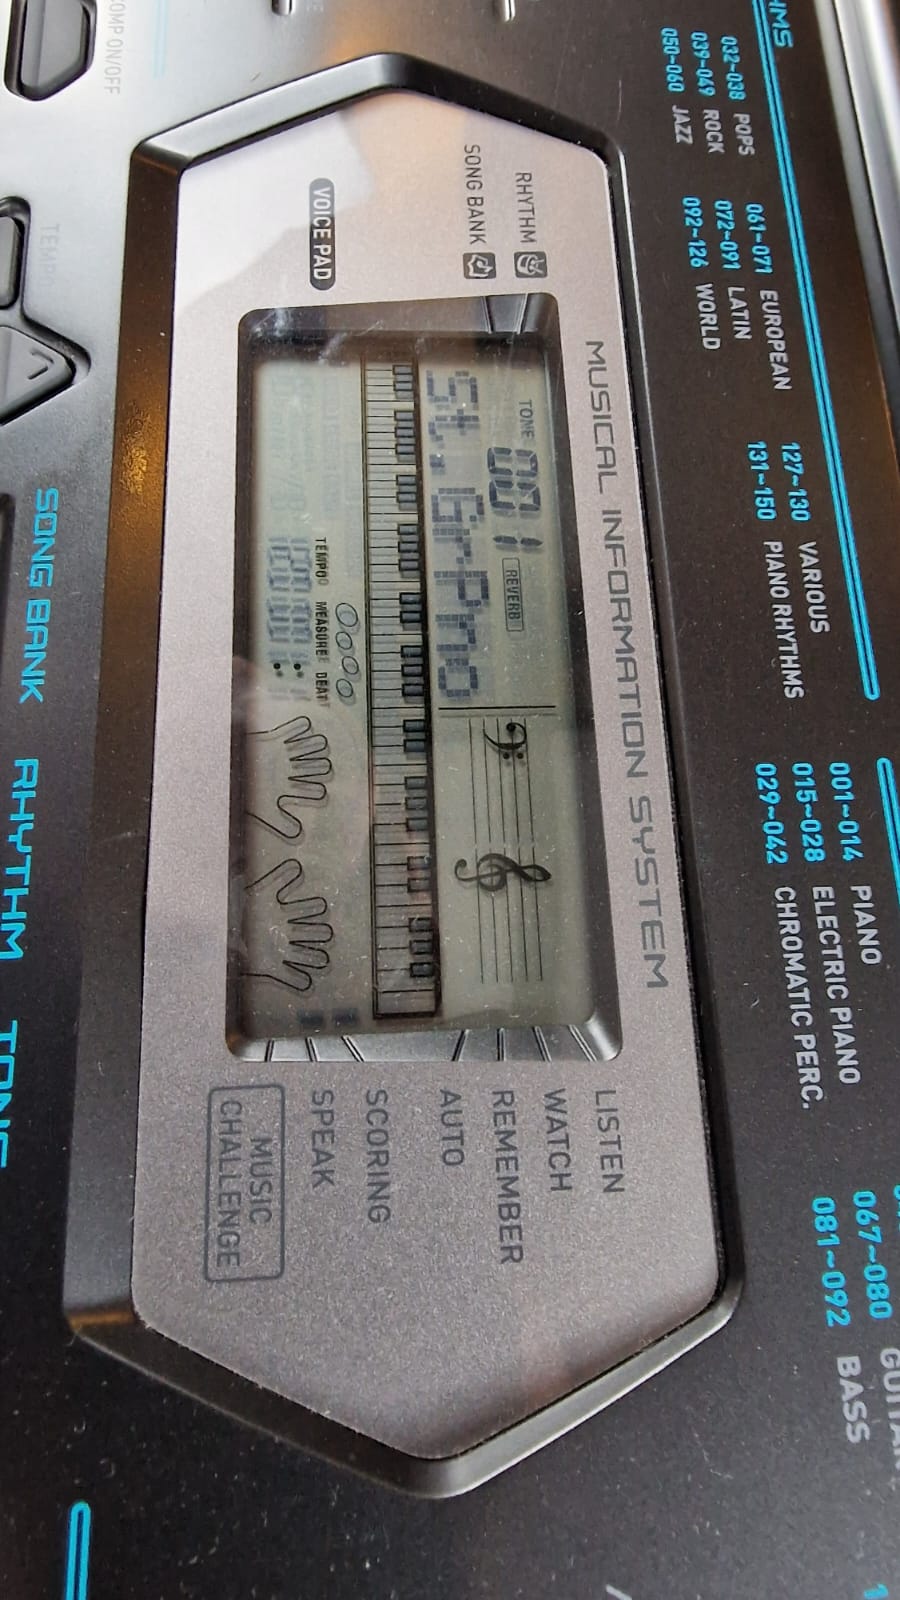 COMP ON/OFF
HMS
032~038 POPS
039~049 ROCK
050~060 JAZZ
061~071 EUROPEAN
072~091 LATIN
092~126 WORLD
127~130 VARIOUS
131~150 PIANO RHYTHMS
001~014 PIANO
015~028 ELECTRIC PIANO
029~042 CHROMATIC PERC.
067~080
081~092 BASS
MUSICAL INFORMATION SYSTEM
RHYTHM
SONG BANK
VOICE PAD
TONE 001 REVERB
St.GrPno
TEMPO MEASURE BEAT
LISTEN
WATCH
REMEMBER
AUTO
SCORING
SPEAK
MUSIC
CHALLENGE
TEMPO
SONG BANK RHYTHM TONE